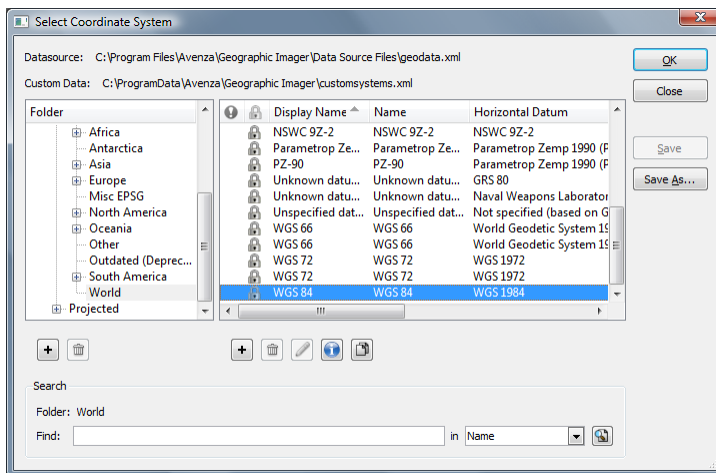 Select Coordinate System
Datasource: C:\Program Files\Avenza\Geographic Imager\Data Source Files\geodata.xml
OK
Custom Data: C:\ProgramData\Avenza\Geographic Imager\customsystems.xml
Close
Folder
Display Name Name Horizontal Datum
Africa
NSWC 9Z-2 NSWC 9Z-2 NSWC 9Z-2
Antarctica
Parametrop Ze... Parametrop Ze... Parametrop Zemp 1990 (P
Save
Asia
PZ-90 PZ-90 Parametrop Zemp 1990 (P
Europe
Unknown datu... Unknown datu... GRS 80
Save As...
Misc EPSG
Unknown datu... Unknown datu... Naval Weapons Laborator
North America
Unspecified dat... Unspecified dat... Not specified (based on G
Oceania
WGS 66 WGS 66 World Geodetic System 19
Other
WGS 66 WGS 66 World Geodetic System 19
Outdated (Deprec...
WGS 72 WGS 72 WGS 1972
South America
WGS 72 WGS 72 WGS 1972
World
WGS 84 WGS 84 WGS 1984
Projected
Search
Folder: World
Find:
in Name